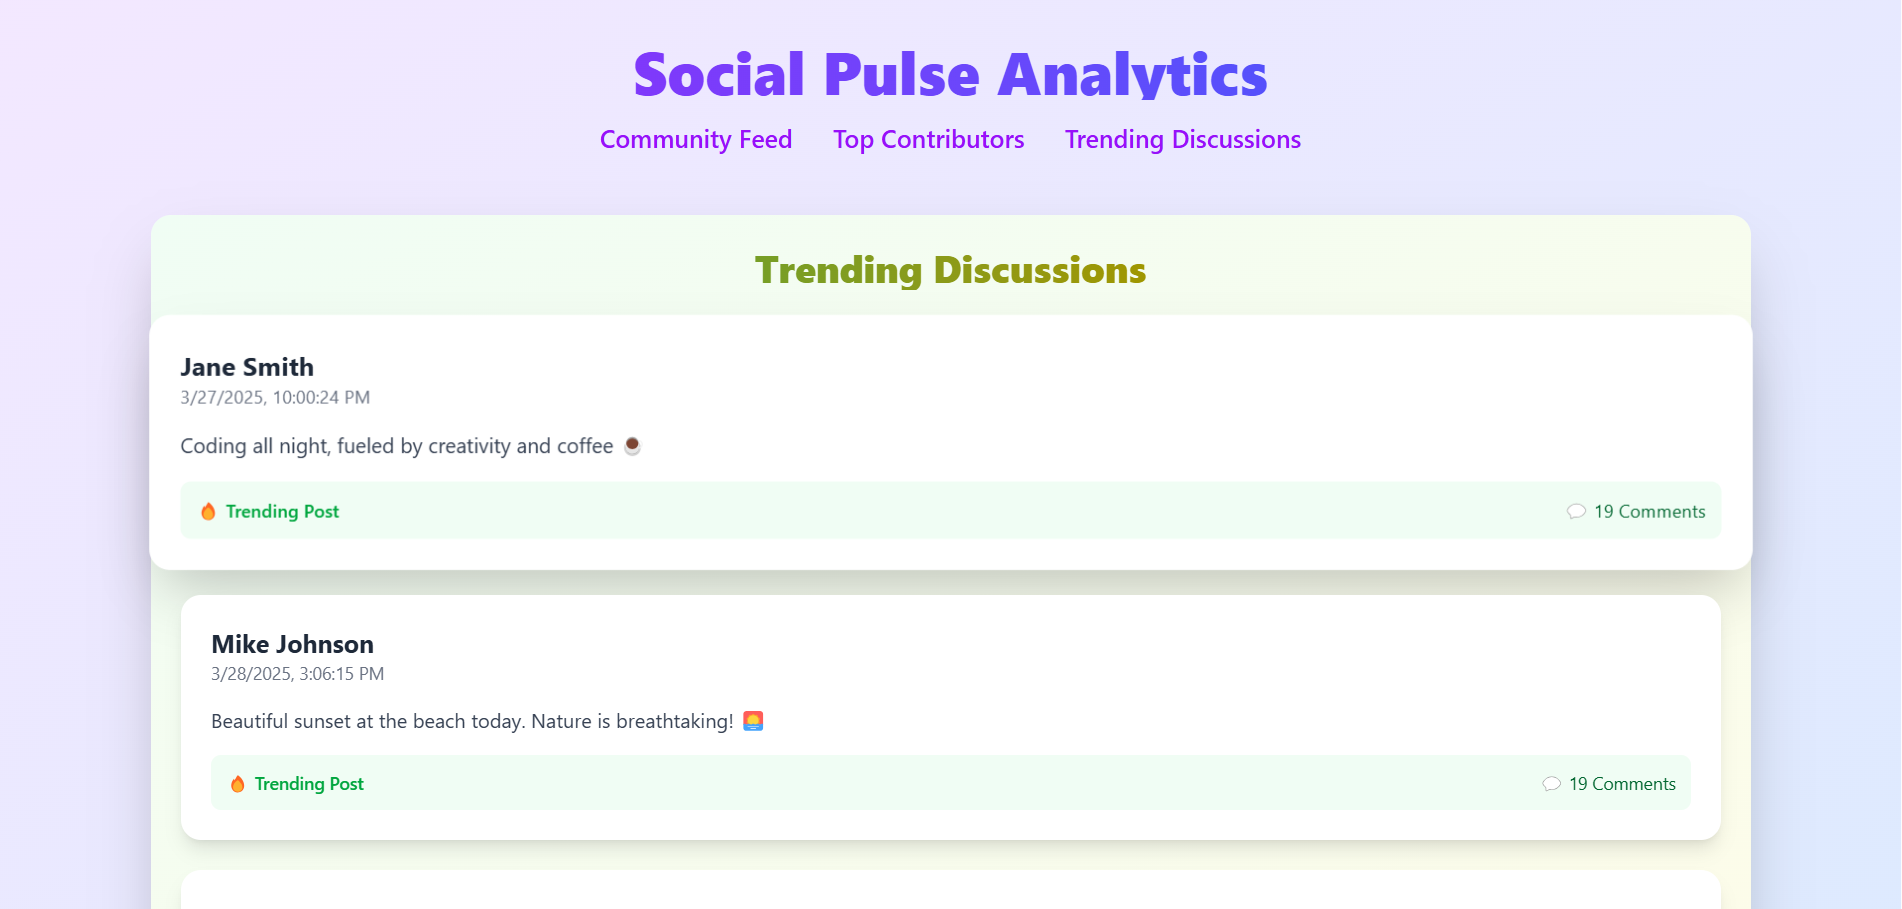 Social Pulse Analytics
Community Feed Top Contributors Trending Discussions
Trending Discussions
Jane Smith
3/27/2025, 10:00:24 PM
Coding all night, fueled by creativity and coffee ☕
🔥 Trending Post 💬 19 Comments
Mike Johnson
3/28/2025, 3:06:15 PM
Beautiful sunset at the beach today. Nature is breathtaking! 🌅
🔥 Trending Post 💬 19 Comments